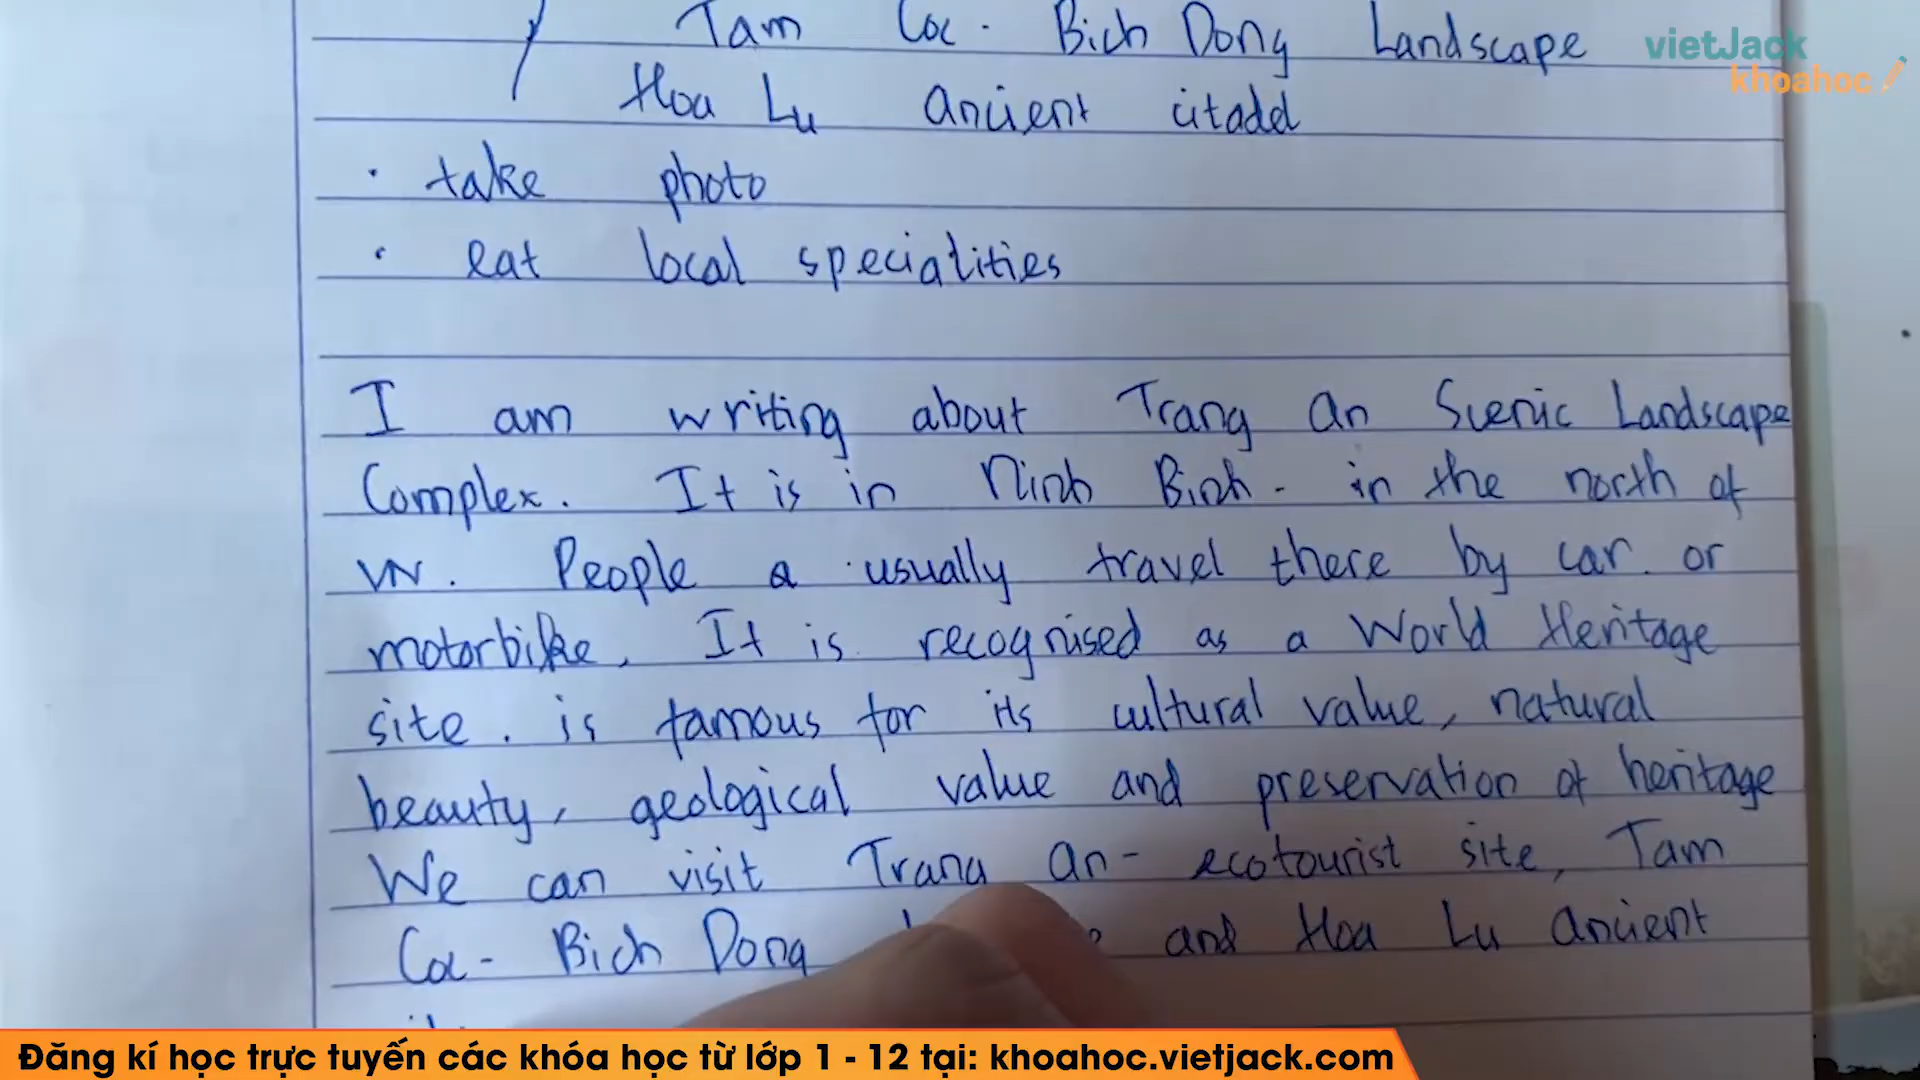 Tam Coc - Bich Dong Landscape
vietJack
khoahoc
Hoa Lu Ancient citadel
• take photo
• eat local specialities
I am writing about Trang An Scenic Landscape
Complex. It is in Ninh Binh - in the north of
VN. People a usually travel there by car or
motorbike. It is recognised as a World Heritage
site. is famous for its cultural value, natural
beauty, geological value and preservation of heritage
We can visit Trang An - ecotourist site, Tam
Coc - Bich Dong and Hoa Lu Ancient
Đăng kí học trực tuyến các khóa học từ lớp 1 - 12 tại: khoahoc.vietjack.com